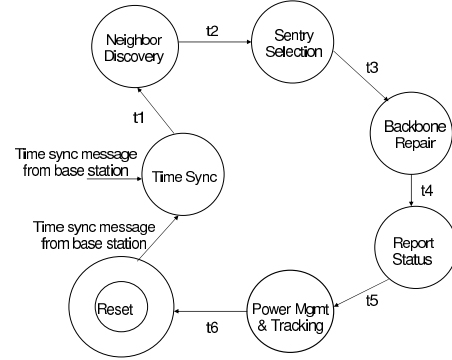 Neighbor
Discovery
t2
Sentry
Selection
t3
t1
Backbone
Repair
Time sync message
from base station
Time Sync
t4
Time sync message
from base station
Report
Status
t5
Reset
t6
Power Mgmt
& Tracking